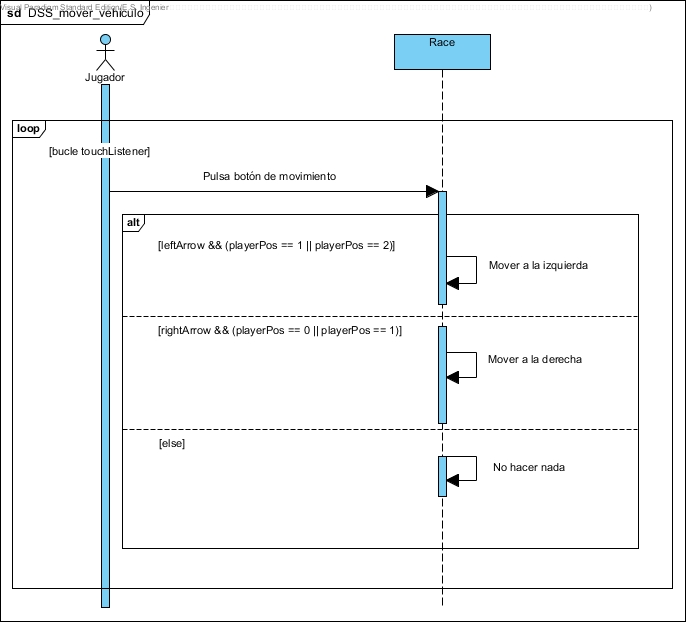 Visual Paradigm Standard Edition(E.S. Ingenier
sd DSS_mover_vehiculo
Race
Jugador
loop
[bucle touchListener]
Pulsa botón de movimiento
alt
[leftArrow && (playerPos == 1 || playerPos == 2)]
Mover a la izquierda
[rightArrow && (playerPos == 0 || playerPos == 1)]
Mover a la derecha
[else]
No hacer nada